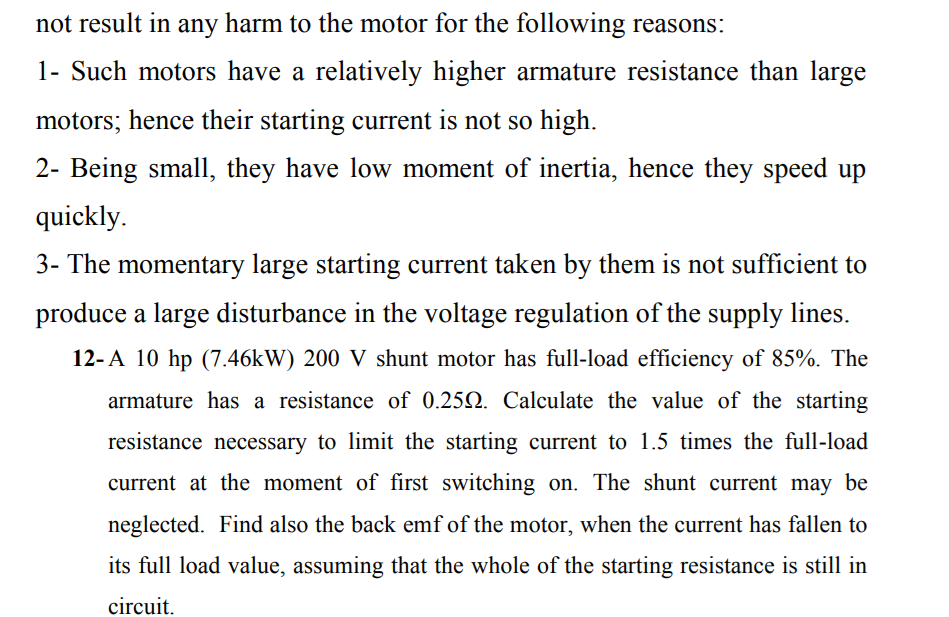 not result in any harm to the motor for the following reasons:
1- Such motors have a relatively higher armature resistance than large
motors; hence their starting current is not so high.
2- Being small, they have low moment of inertia, hence they speed up
quickly.
3- The momentary large starting current taken by them is not sufficient to
produce a large disturbance in the voltage regulation of the supply lines.
12- A 10 hp (7.46kW) 200 V shunt motor has full-load efficiency of 85%. The
armature has a resistance of 0.25Ω. Calculate the value of the starting
resistance necessary to limit the starting current to 1.5 times the full-load
current at the moment of first switching on. The shunt current may be
neglected. Find also the back emf of the motor, when the current has fallen to
its full load value, assuming that the whole of the starting resistance is still in
circuit.